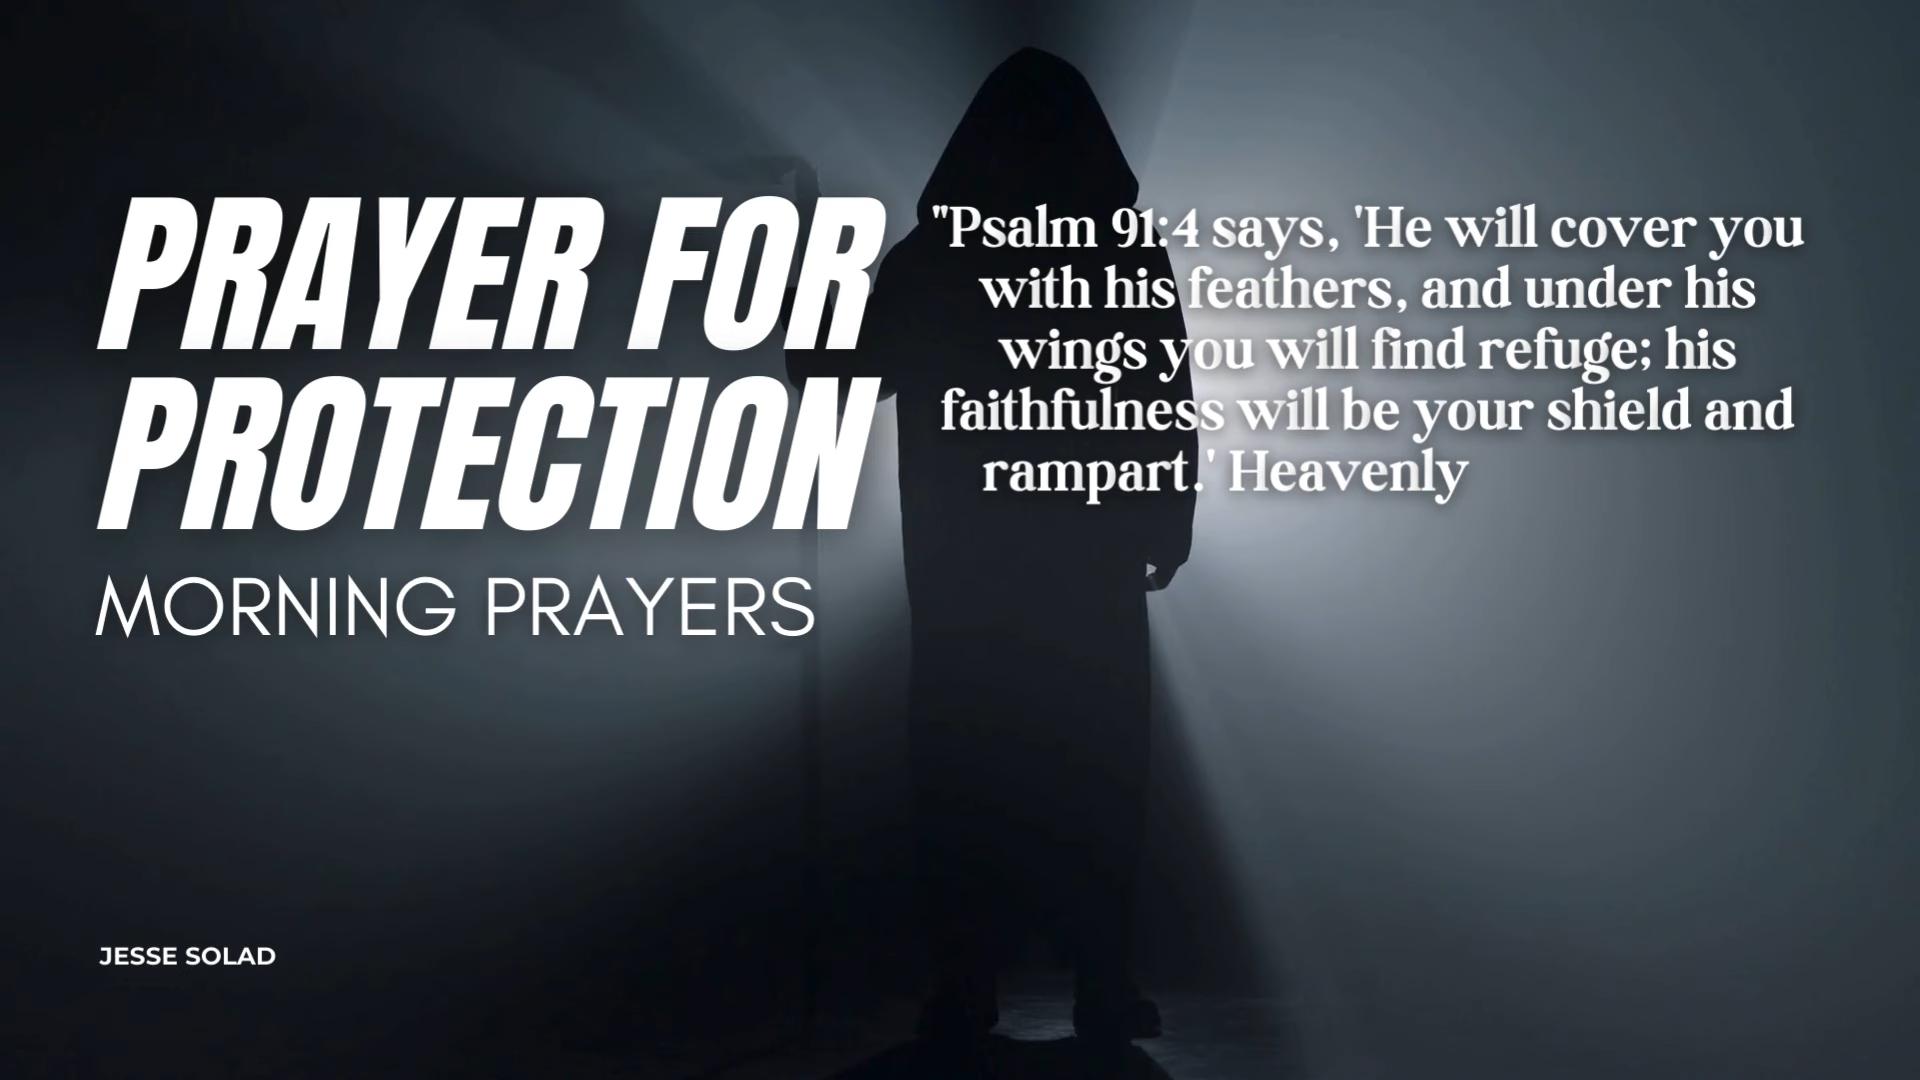 PRAYER FOR
PROTECTION
MORNING PRAYERS
"Psalm 91:4 says, 'He will cover you
with his feathers, and under his
wings you will find refuge; his
faithfulness will be your shield and
rampart.' Heavenly
JESSE SOLAD